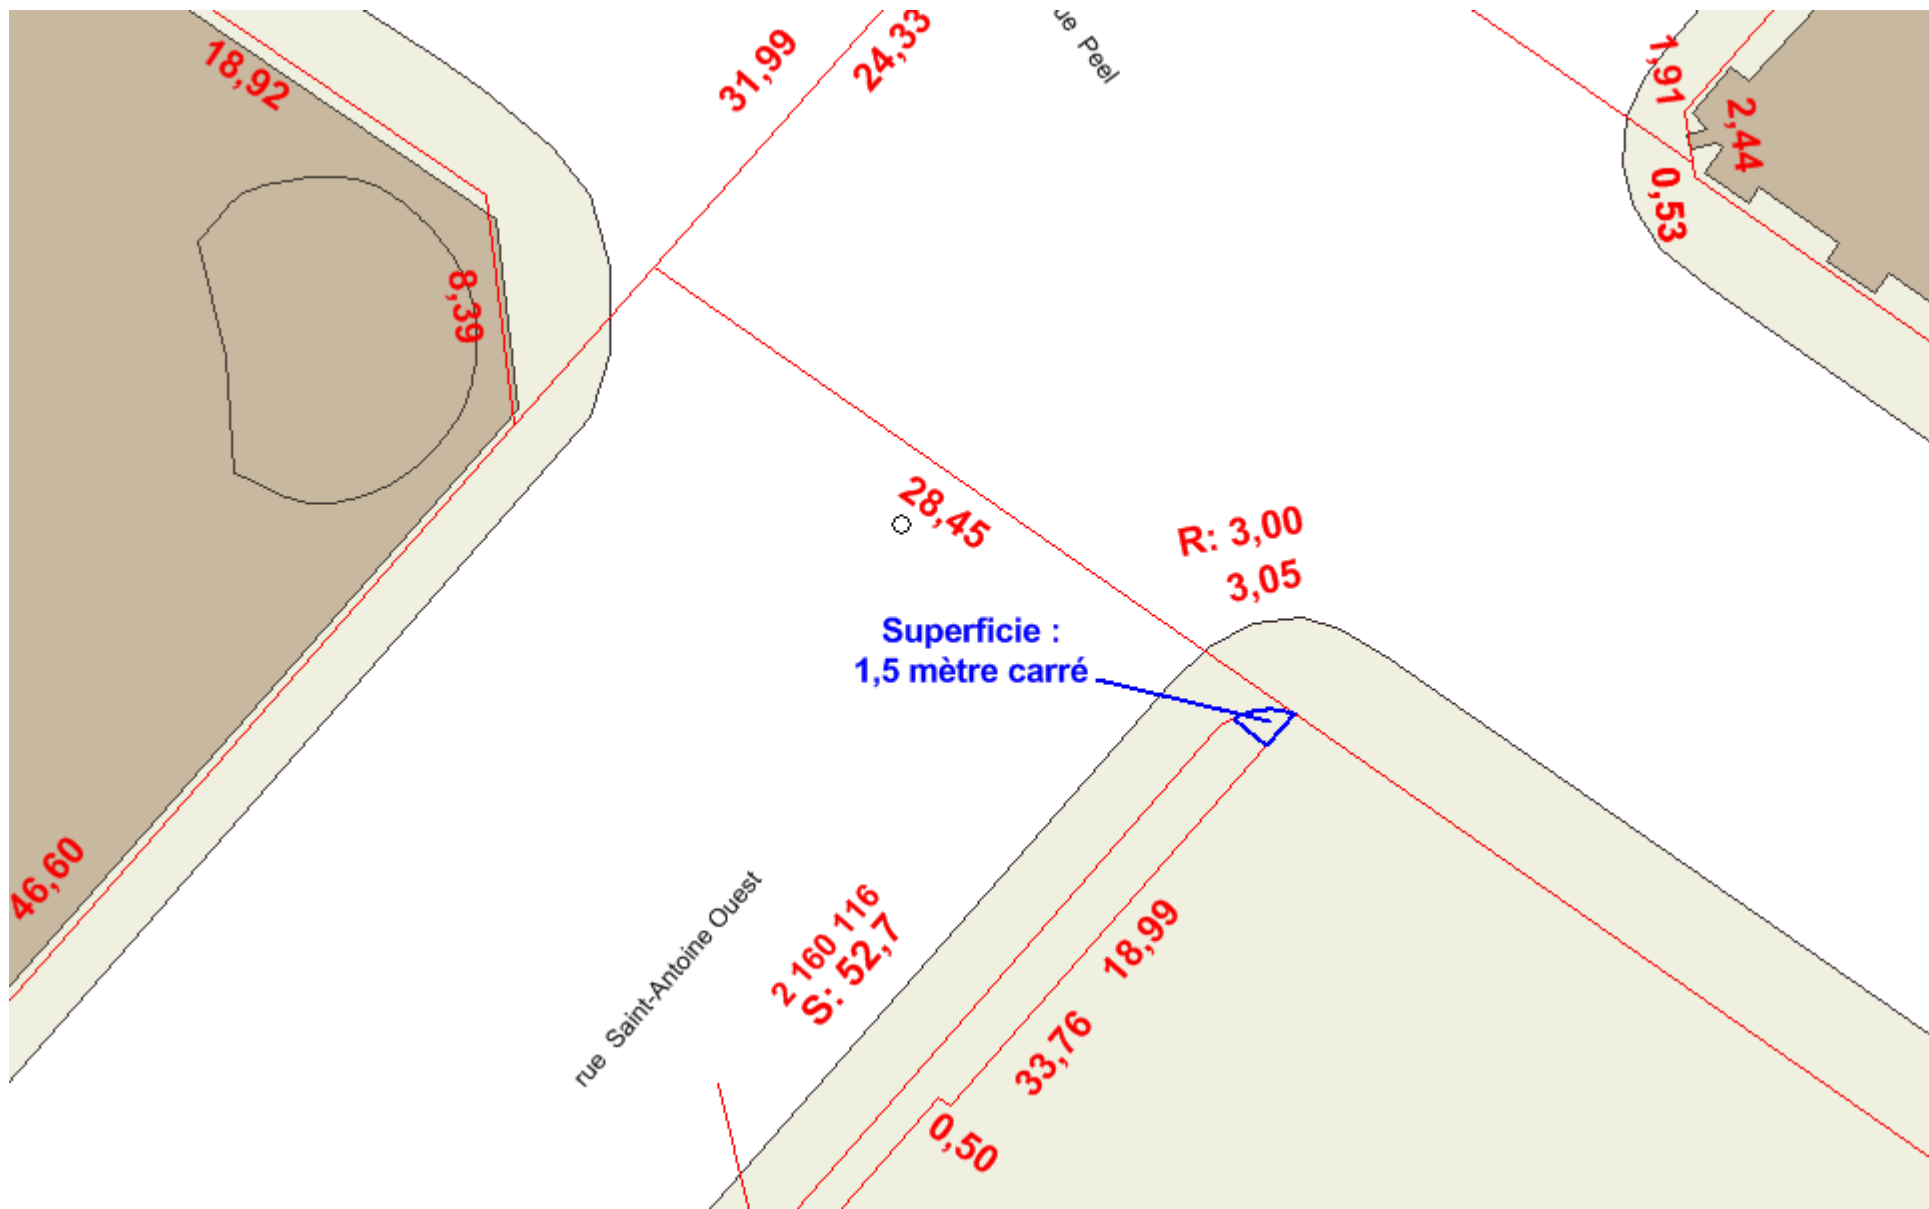 18,92
31,99
24,33
ue Peel
1,91
2,44
0,53
8,39
28,45
R: 3,00
3,05
Superficie :
1,5 mètre carré
46,60
rue Saint-Antoine Ouest
2 160 116
S: 52,7
18,99
33,76
0,50